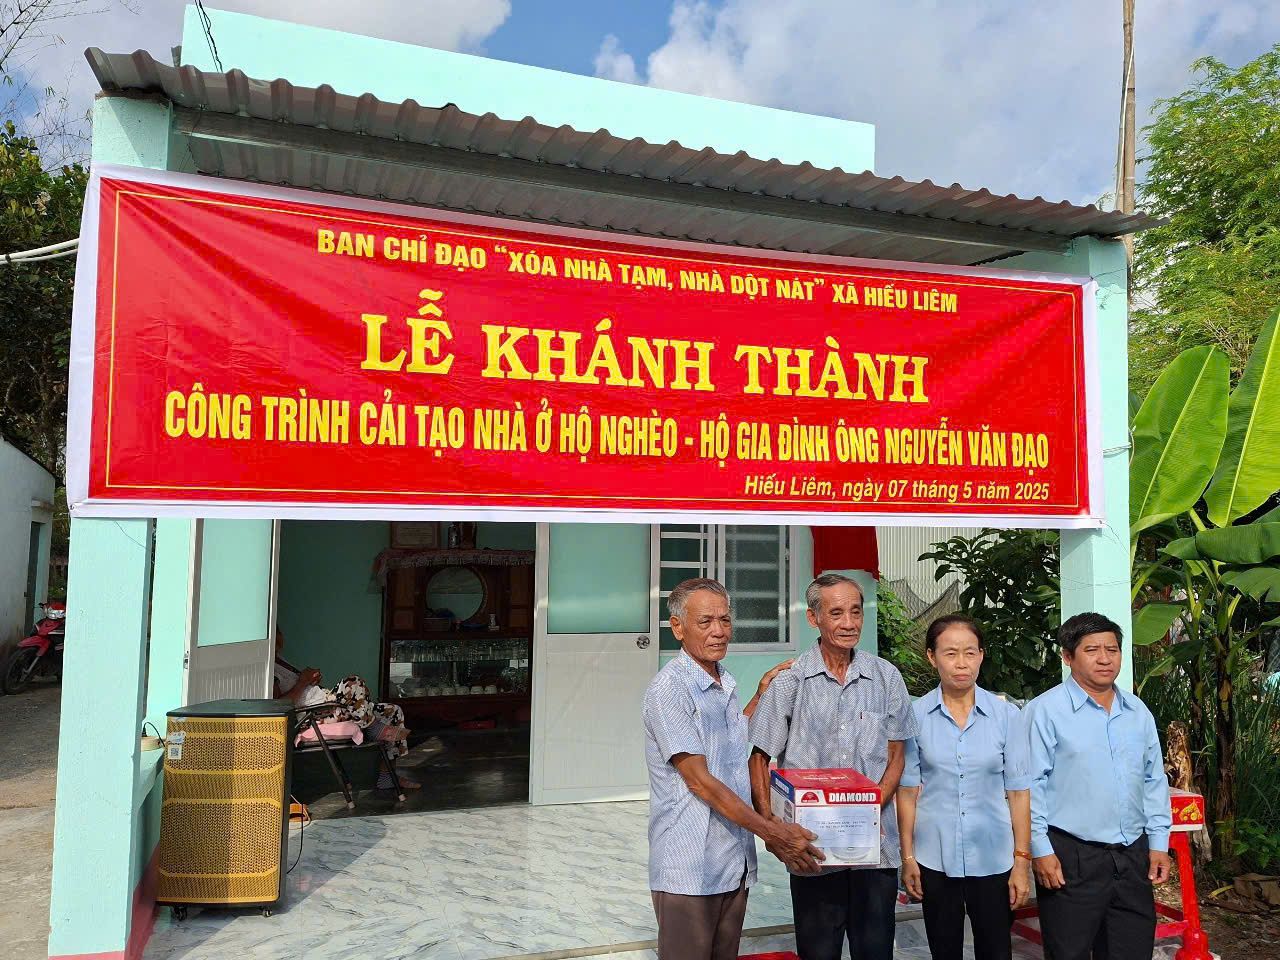 BAN CHỈ ĐẠO “XÓA NHÀ TẠM, NHÀ DỘT NÁT” XÃ HIẾU LIÊM
LỄ KHÁNH THÀNH
CÔNG TRÌNH CẢI TẠO NHÀ Ở HỘ NGHÈO - HỘ GIA ĐÌNH ÔNG NGUYỄN VĂN ĐẠO
Hiếu Liêm, ngày 07 tháng 5 năm 2025
DIAMOND